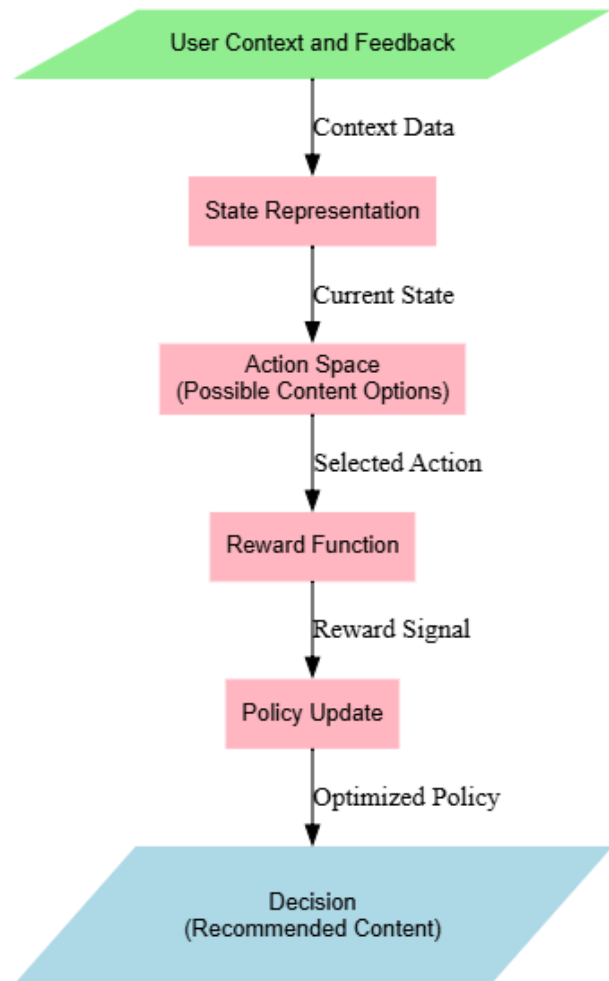 User Context and Feedback
Context Data
State Representation
Current State
Action Space
(Possible Content Options)
Selected Action
Reward Function
Reward Signal
Policy Update
Optimized Policy
Decision
(Recommended Content)